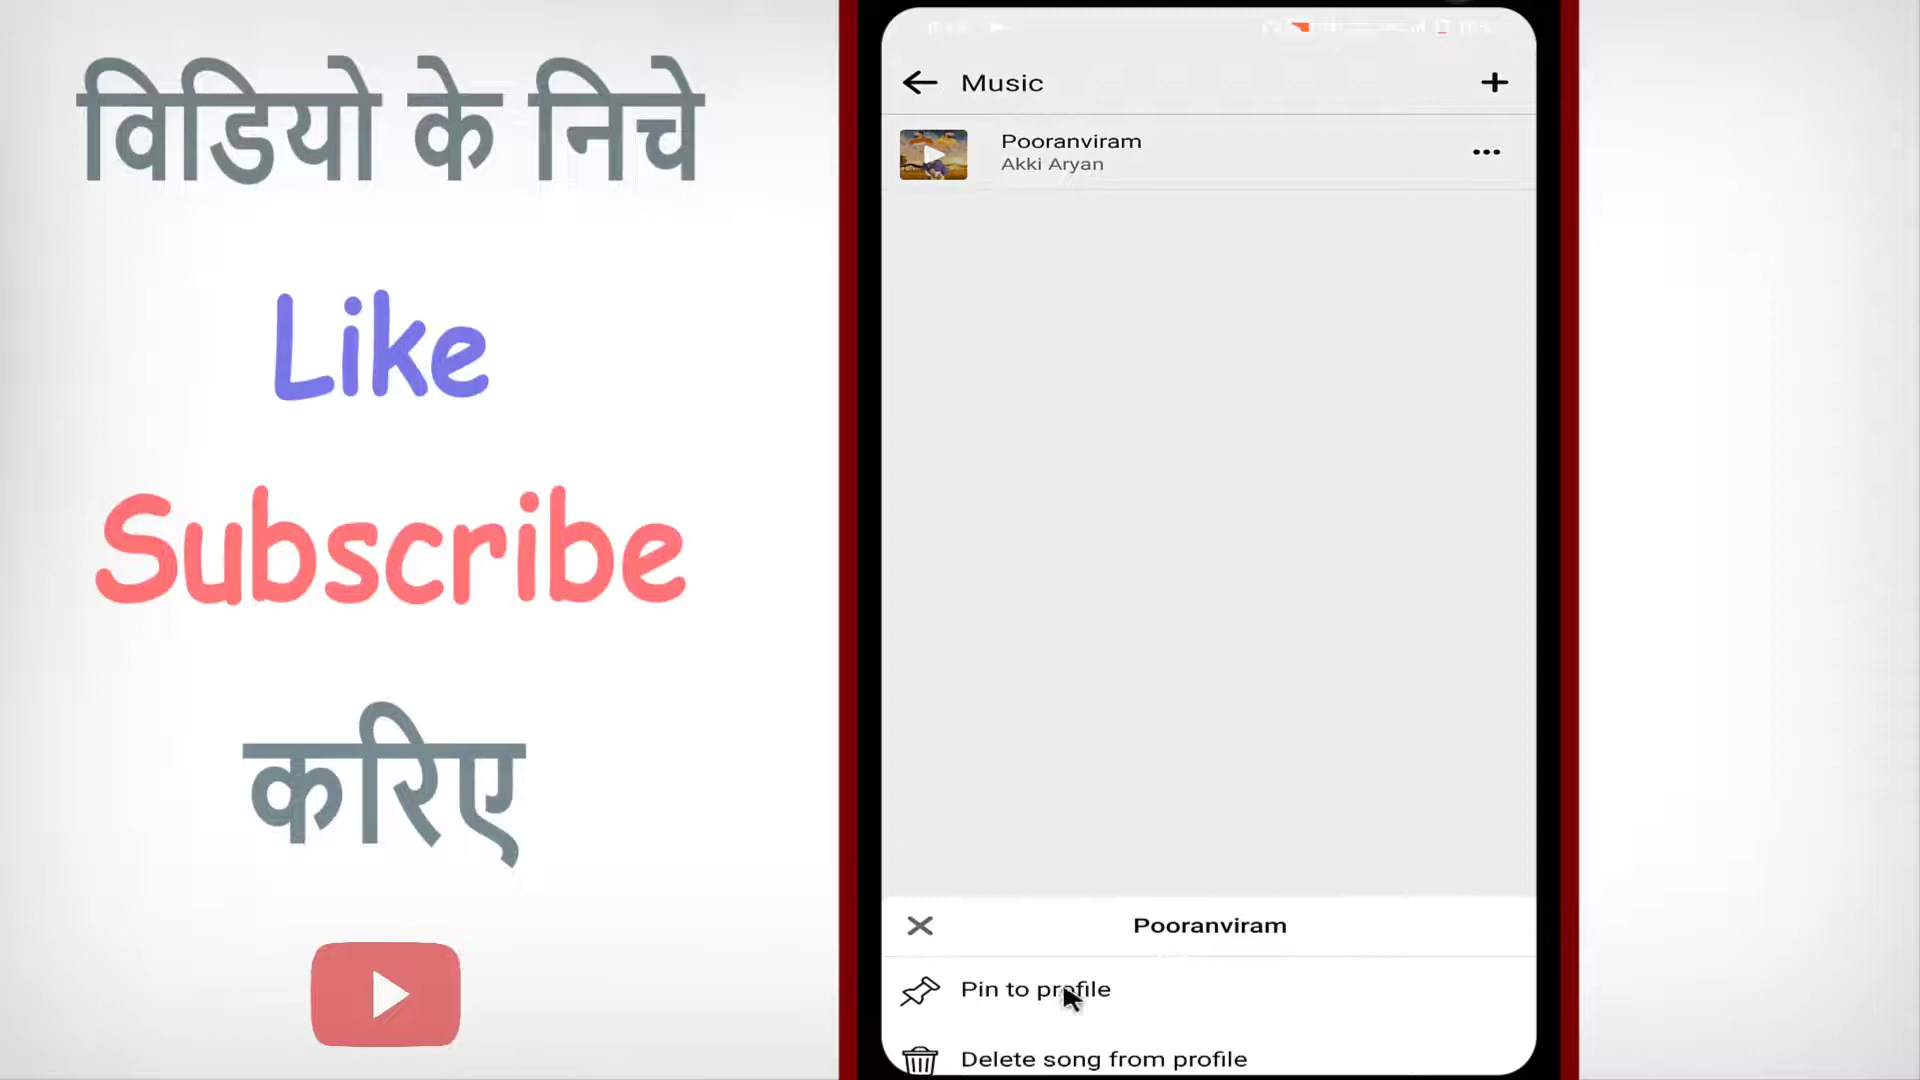 विडियो के निचे
Like
Subscribe
करिए
Music
Pooranviram
Akki Aryan
Pooranviram
Pin to profile
Delete song from profile